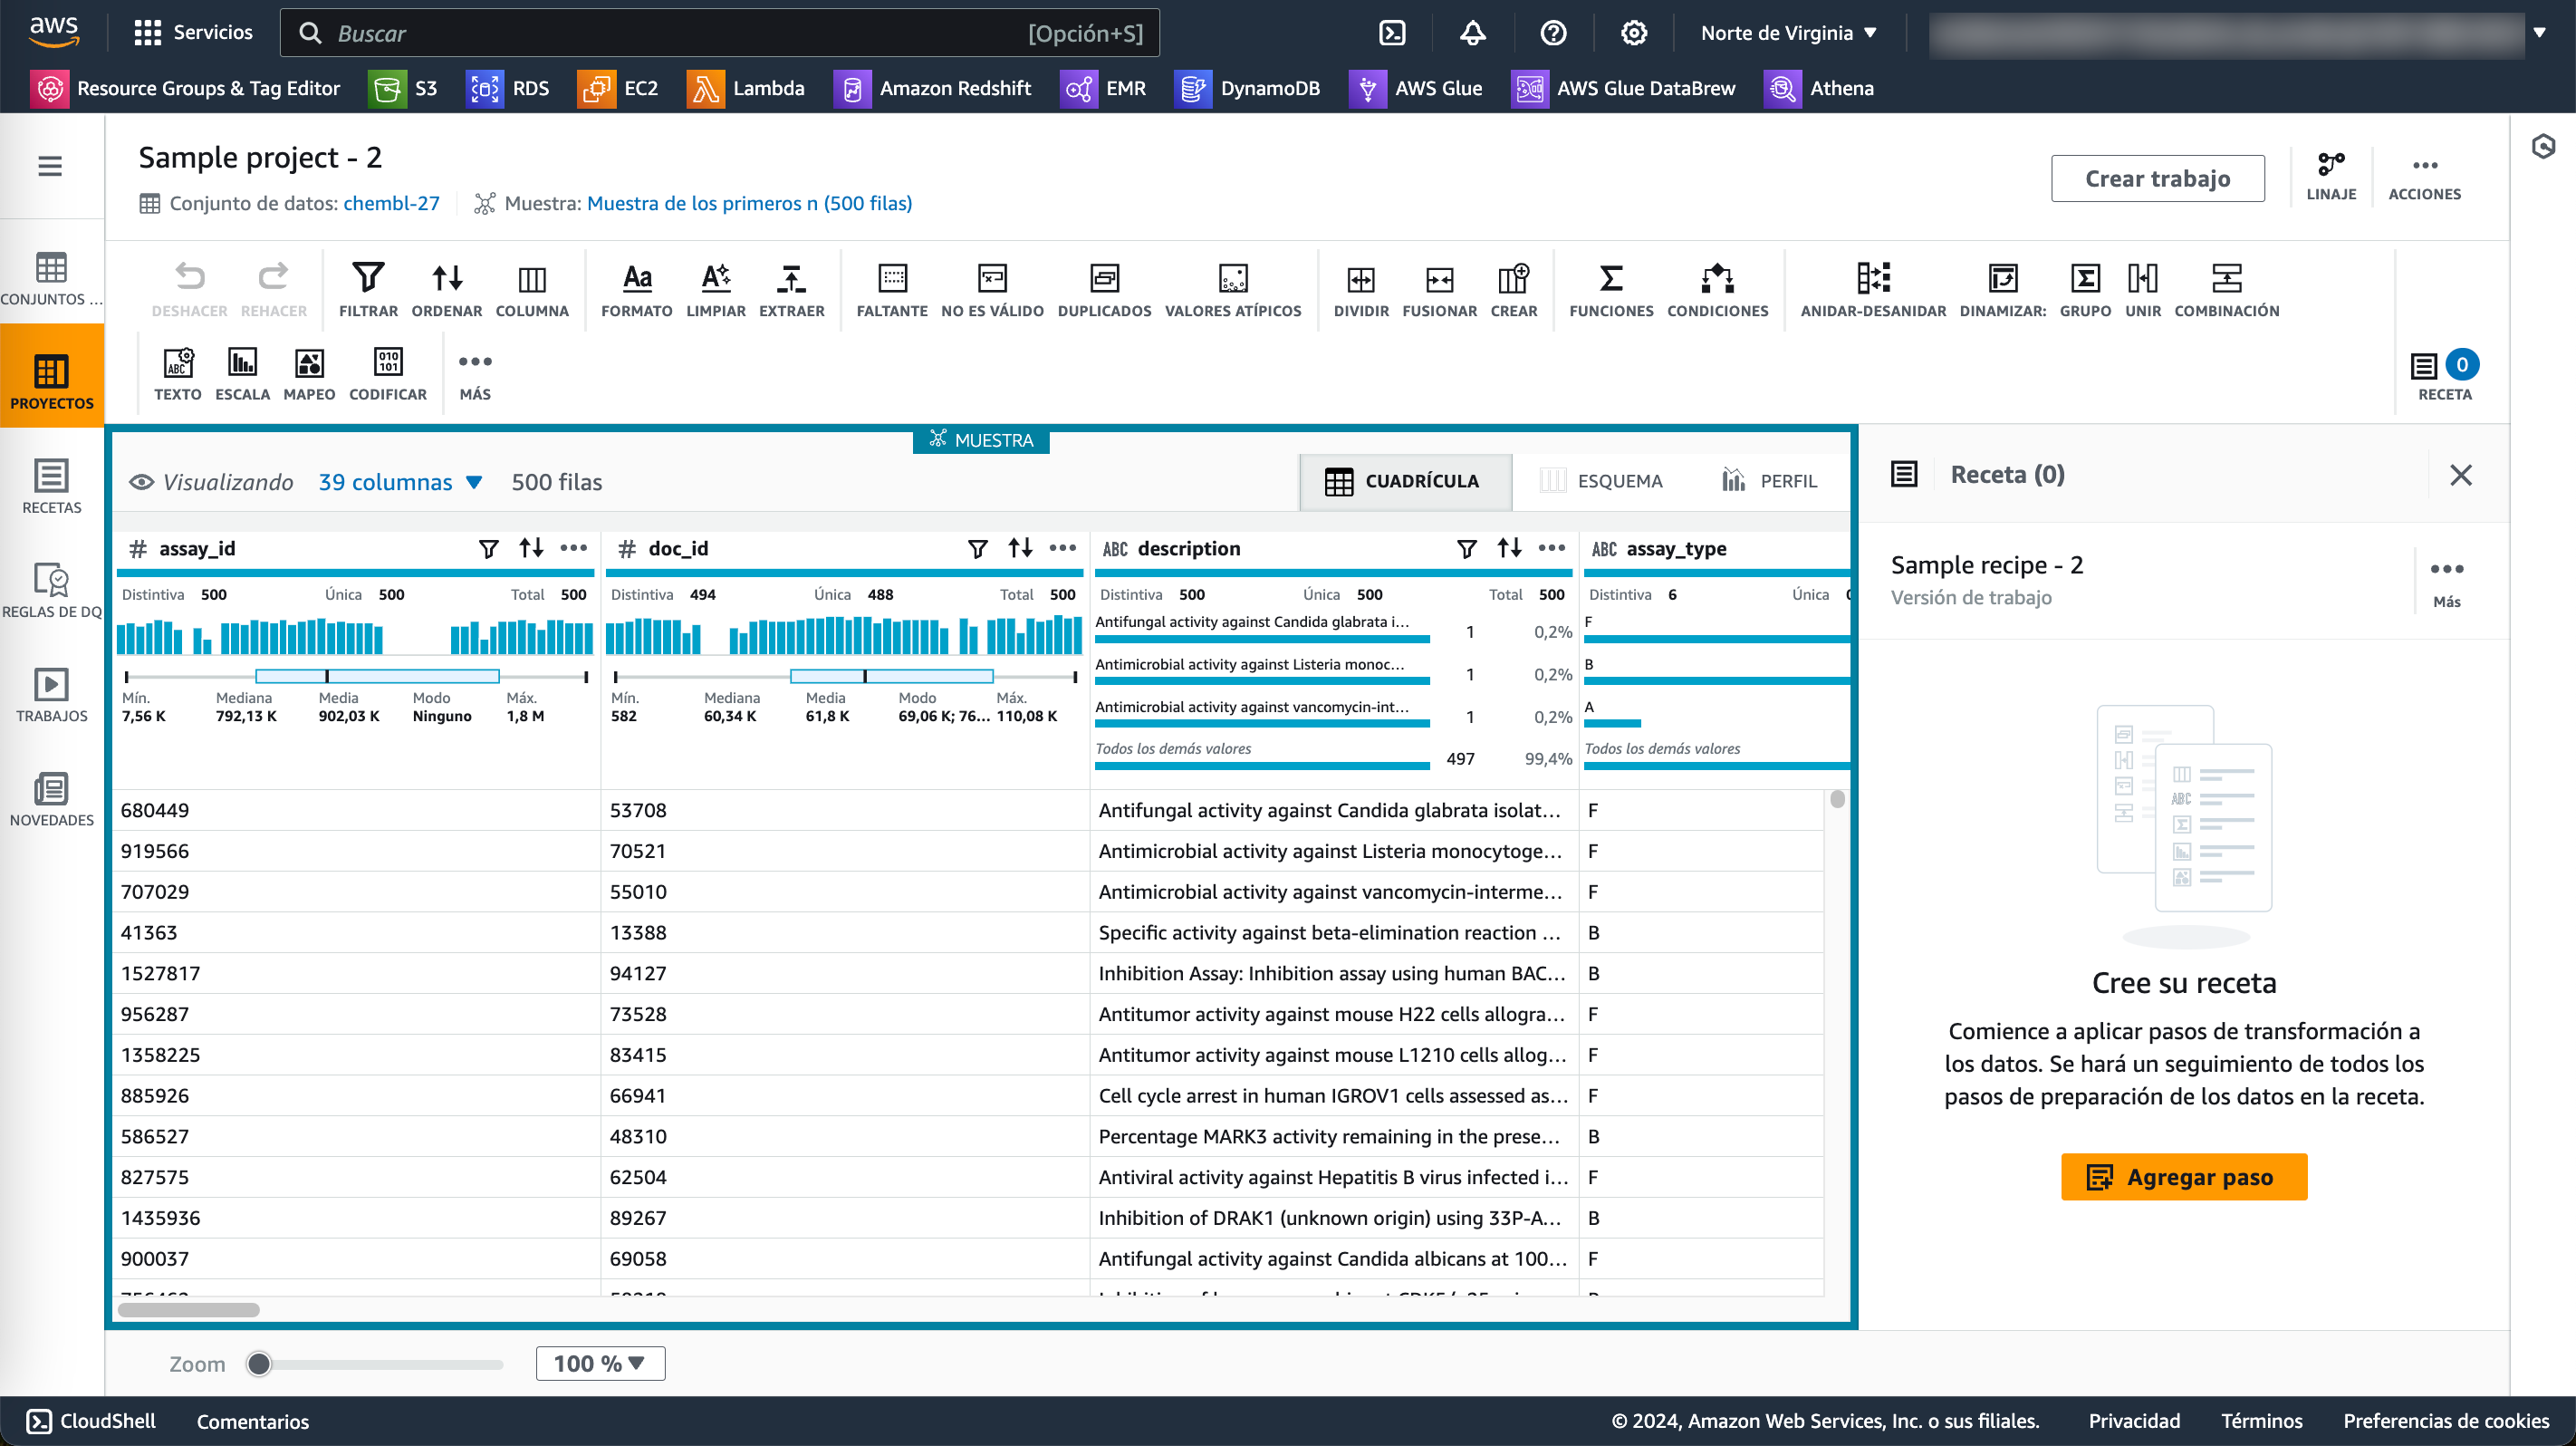 aws
Servicios
Buscar
[Opción+S]
Norte de Virginia
Resource Groups & Tag Editor
S3
RDS
EC2
Lambda
Amazon Redshift
EMR
DynamoDB
AWS Glue
AWS Glue DataBrew
Athena
Sample project - 2
Conjunto de datos: chembl-27
Muestra: Muestra de los primeros n (500 filas)
Crear trabajo
LINAJE
ACCIONES
CONJUNTOS ...
PROYECTOS
RECETAS
REGLAS DE DQ
TRABAJOS
NOVEDADES
DESHACER
REHACER
FILTRAR
ORDENAR
COLUMNA
FORMATO
LIMPIAR
EXTRAER
FALTANTE
NO ES VÁLIDO
DUPLICADOS
VALORES ATÍPICOS
DIVIDIR
FUSIONAR
CREAR
FUNCIONES
CONDICIONES
ANIDAR-DESANIDAR
DINAMIZAR:
GRUPO
UNIR
COMBINACIÓN
TEXTO
ESCALA
MAPEO
CODIFICAR
MÁS
0
RECETA
MUESTRA
Visualizando 39 columnas 500 filas
CUADRÍCULA
ESQUEMA
PERFIL
# assay_id
Distintiva 500 Única 500 Total 500
Mín. Mediana Media Modo Máx.
7,56 K 792,13 K 902,03 K Ninguno 1,8 M
# doc_id
Distintiva 494 Única 488 Total 500
Mín. Mediana Media Modo Máx.
582 60,34 K 61,8 K 69,06 K; 76... 110,08 K
ABC description
Distintiva 500 Única 500 Total 500
Antifungal activity against Candida glabrata i... 1 0,2%
Antimicrobial activity against Listeria monoc... 1 0,2%
Antimicrobial activity against vancomycin-int... 1 0,2%
Todos los demás valores 497 99,4%
ABC assay_type
Distintiva 6 Única
F
B
A
Todos los demás valores
680449 53708 Antifungal activity against Candida glabrata isolat... F
919566 70521 Antimicrobial activity against Listeria monocytoge... F
707029 55010 Antimicrobial activity against vancomycin-interme... F
41363 13388 Specific activity against beta-elimination reaction ... B
1527817 94127 Inhibition Assay: Inhibition assay using human BAC... B
956287 73528 Antitumor activity against mouse H22 cells allogra... F
1358225 83415 Antitumor activity against mouse L1210 cells allog... F
885926 66941 Cell cycle arrest in human IGROV1 cells assessed as... F
586527 48310 Percentage MARK3 activity remaining in the prese... B
827575 62504 Antiviral activity against Hepatitis B virus infected i... F
1435936 89267 Inhibition of DRAK1 (unknown origin) using 33P-A... B
900037 69058 Antifungal activity against Candida albicans at 100... F
Receta (0)
Sample recipe - 2
Versión de trabajo
Más
Cree su receta
Comience a aplicar pasos de transformación a
los datos. Se hará un seguimiento de todos los
pasos de preparación de los datos en la receta.
Agregar paso
Zoom
100 %
CloudShell
Comentarios
© 2024, Amazon Web Services, Inc. o sus filiales.
Privacidad
Términos
Preferencias de cookies